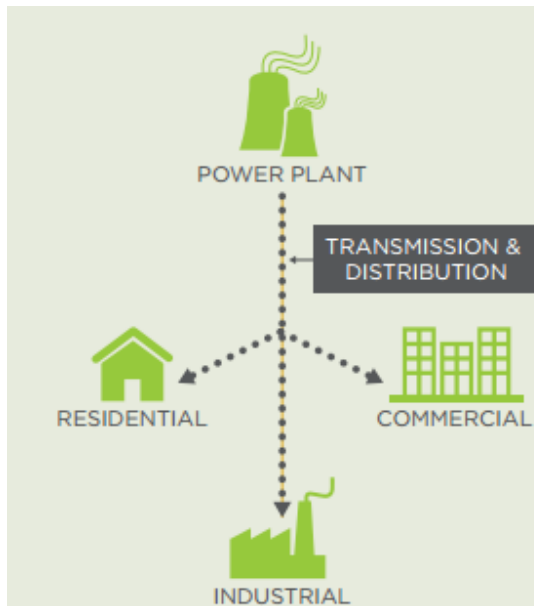 POWER PLANT
TRANSMISSION &
DISTRIBUTION
RESIDENTIAL
COMMERCIAL
INDUSTRIAL